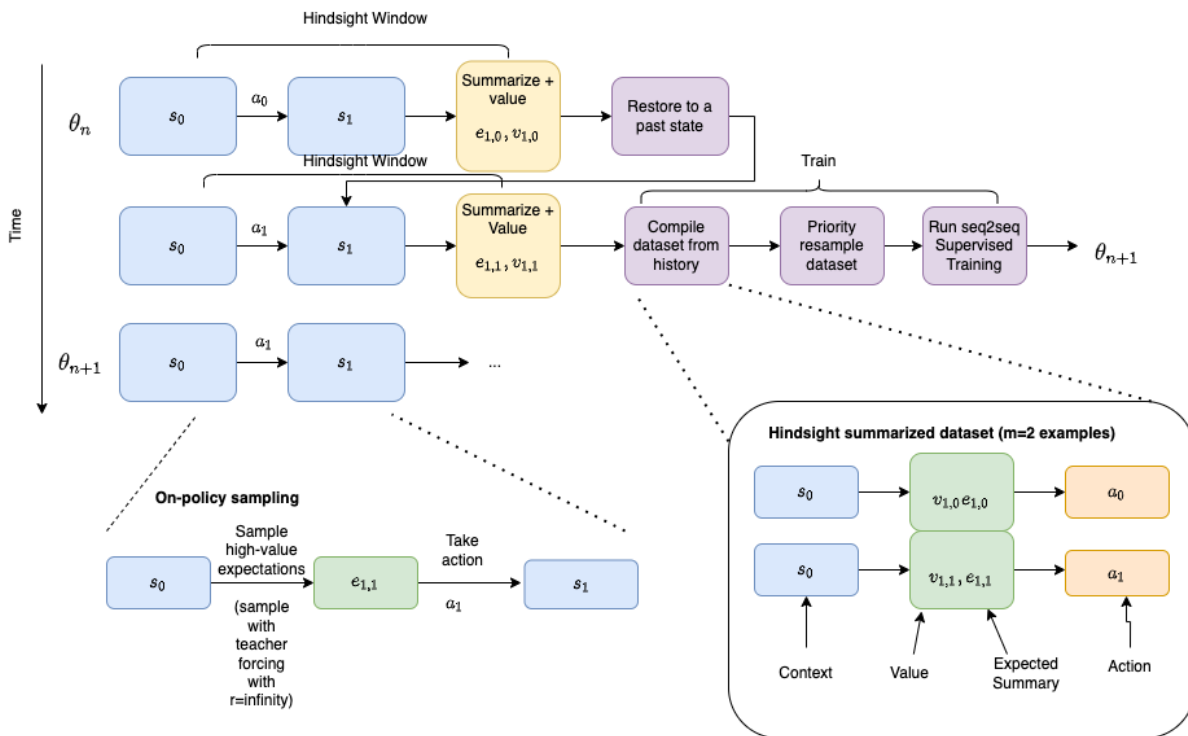 Hindsight Window
Time
θn
s0
a0
s1
Summarize +
value
e1,0, v1,0
Restore to a
past state
Hindsight Window
s0
a1
s1
Summarize +
Value
e1,1, v1,1
Train
Compile
dataset from
history
Priority
resample
dataset
Run seq2seq
Supervised
Training
θn+1
θn+1
s0
a1
s1
...
On-policy sampling
s0
Sample
high-value
expectations
(sample
with
teacher
forcing
with
r=infinity)
e1,1
Take
action
a1
s1
Hindsight summarized dataset (m=2 examples)
s0
v1,0 e1,0
a0
s0
v1,1, e1,1
a1
Context
Value
Expected
Summary
Action